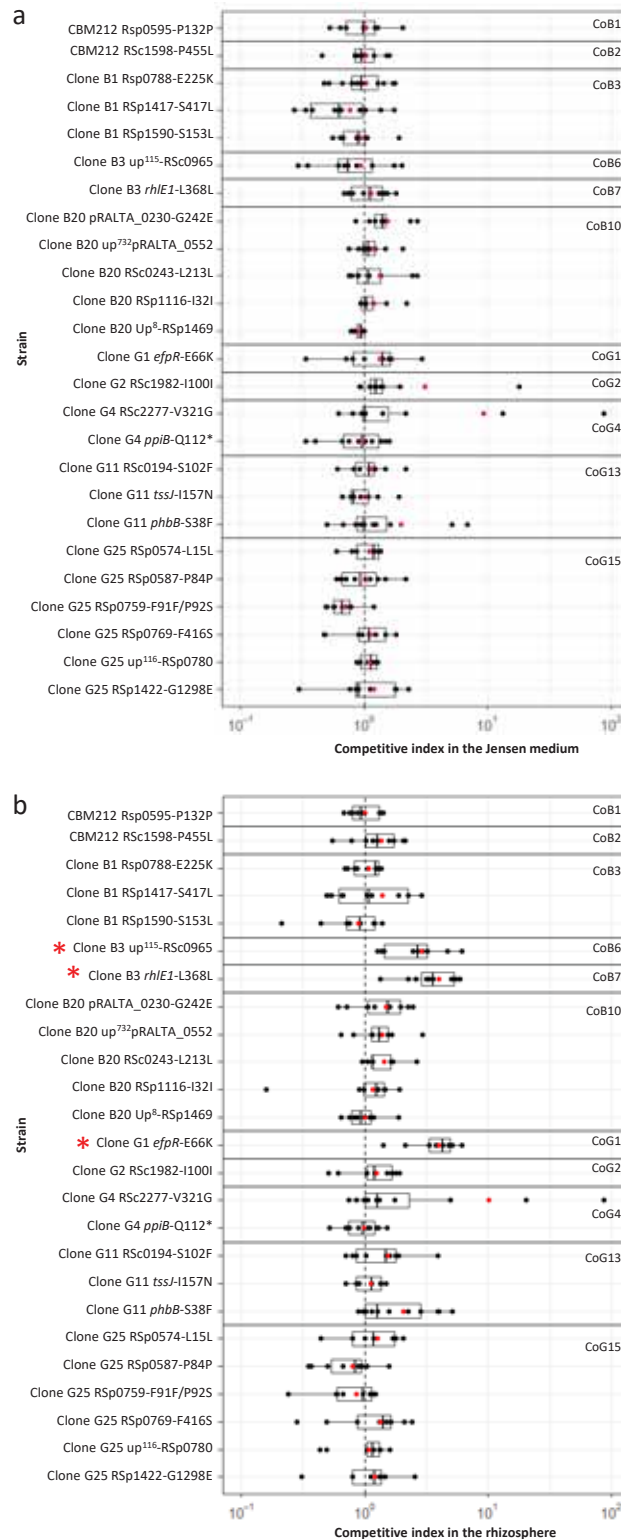 a
CBM212 Rsp0595-P132P CoB1
CBM212 RSc1598-P455L CoB2
Clone B1 RSp0788-E225K CoB3
Clone B1 RSp1417-S417L
Clone B1 RSp1590-S153L
Clone B3 up¹¹⁵-RSc0965 CoB6
Clone B3 rhlE1-L368L CoB7
Clone B20 pRALTA_0230-G242E CoB10
Clone B20 up⁷³²pRALTA_0552
Clone B20 RSc0243-L213L
Clone B20 RSp1116-I32I
Clone B20 Up⁸-RSp1469
Clone G1 efpR-E66K CoG1
Clone G2 RSc1982-I100I CoG2
Clone G4 RSc2277-V321G CoG4
Clone G4 ppiB-Q112*
Clone G11 RSc0194-S102F CoG13
Clone G11 tssJ-I157N
Clone G11 phbB-S38F
Clone G25 RSp0574-L15L CoG15
Clone G25 RSp0587-P84P
Clone G25 RSp0759-F91F/P92S
Clone G25 RSp0769-F416S
Clone G25 up¹¹⁶-RSp0780
Clone G25 RSp1422-G1298E
Strain
10⁻¹ 10⁰ 10¹ 10²
Competitive index in the Jensen medium
b
CBM212 Rsp0595-P132P CoB1
CBM212 RSc1598-P455L CoB2
Clone B1 RSp0788-E225K CoB3
Clone B1 RSp1417-S417L
Clone B1 RSp1590-S153L
* Clone B3 up¹¹⁵-RSc0965 CoB6
* Clone B3 rhlE1-L368L CoB7
Clone B20 pRALTA_0230-G242E CoB10
Clone B20 up⁷³²pRALTA_0552
Clone B20 RSc0243-L213L
Clone B20 RSp1116-I32I
Clone B20 Up⁸-RSp1469
* Clone G1 efpR-E66K CoG1
Clone G2 RSc1982-I100I CoG2
Clone G4 RSc2277-V321G CoG4
Clone G4 ppiB-Q112*
Clone G11 RSc0194-S102F CoG13
Clone G11 tssJ-I157N
Clone G11 phbB-S38F
Clone G25 RSp0574-L15L CoG15
Clone G25 RSp0587-P84P
Clone G25 RSp0759-F91F/P92S
Clone G25 RSp0769-F416S
Clone G25 up¹¹⁶-RSp0780
Clone G25 RSp1422-G1298E
Strain
10⁻¹ 10⁰ 10¹ 10²
Competitive index in the rhizosphere